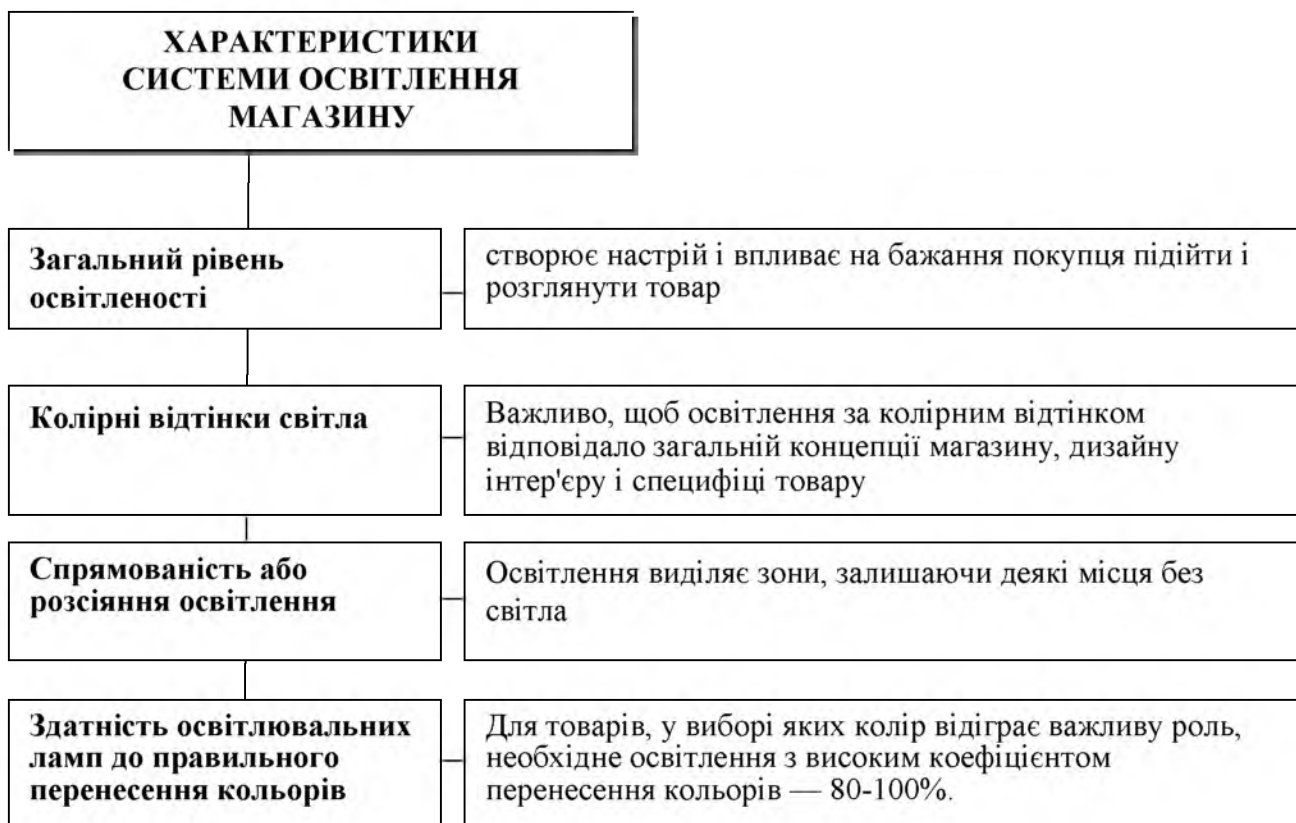 ХАРАКТЕРИСТИКИ
СИСТЕМИ ОСВІТЛЕННЯ
МАГАЗИНУ
Загальний рівень
освітленості
створює настрій і впливає на бажання покупця підійти і
розглянути товар
Колірні відтінки світла
Важливо, щоб освітлення за колірним відтінком
відповідало загальній концепції магазину, дизайну
інтер'єру і специфіці товару
Спрямованість або
розсіяння освітлення
Освітлення виділяє зони, залишаючи деякі місця без
світла
Здатність освітлювальних
ламп до правильного
перенесення кольорів
Для товарів, у виборі яких колір відіграє важливу роль,
необхідне освітлення з високим коефіцієнтом
перенесення кольорів — 80-100%.